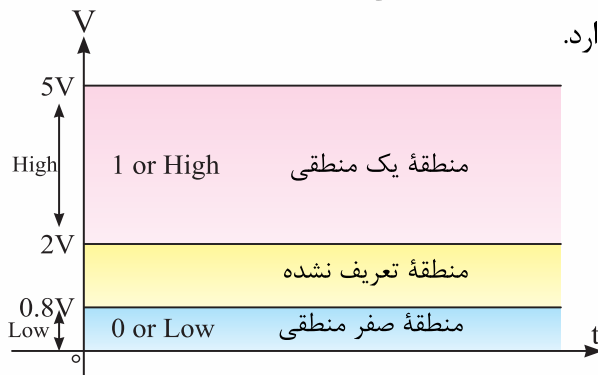 ارد.
V
5V
High
1 or High منطقهٔ یک منطقی
2V
منطقهٔ تعریف نشده
0.8V
Low
0 or Low منطقهٔ صفر منطقی
t